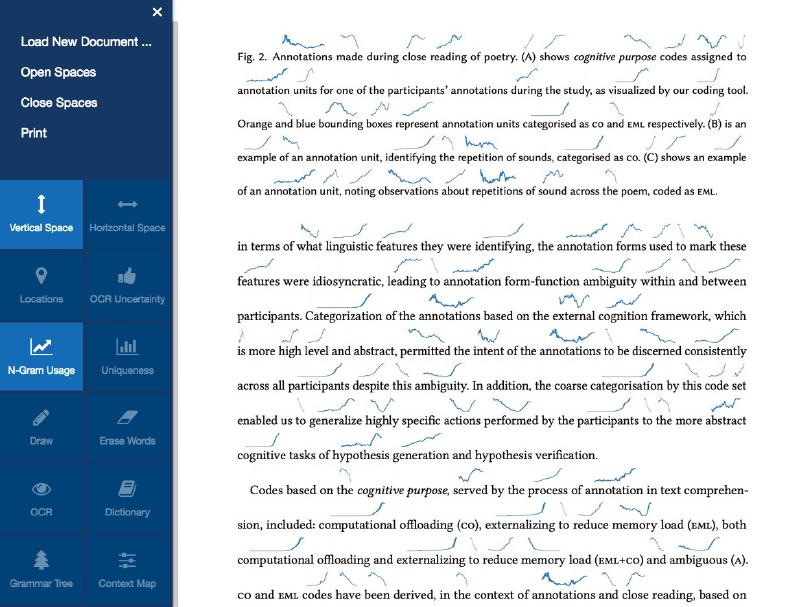 ×
Load New Document ...
Open Spaces
Close Spaces
Print
Vertical Space
Horizontal Space
Locations
OCR Uncertainty
N-Gram Usage
Uniqueness
Draw
Erase Words
OCR
Dictionary
Grammar Tree
Context Map
Fig. 2. Annotations made during close reading of poetry. (A) shows cognitive purpose codes assigned to
annotation units for one of the participants' annotations during the study, as visualized by our coding tool.
Orange and blue bounding boxes represent annotation units categorised as CO and EML respectively. (B) is an
example of an annotation unit, identifying the repetition of sounds, categorised as CO. (C) shows an example
of an annotation unit, noting observations about repetitions of sound across the poem, coded as EML.
in terms of what linguistic features they were identifying, the annotation forms used to mark these
features were idiosyncratic, leading to annotation form-function ambiguity within and between
participants. Categorization of the annotations based on the external cognition framework, which
is more high level and abstract, permitted the intent of the annotations to be discerned consistently
across all participants despite this ambiguity. In addition, the coarse categorisation by this code set
enabled us to generalize highly specific actions performed by the participants to the more abstract
cognitive tasks of hypothesis generation and hypothesis verification.
Codes based on the cognitive purpose, served by the process of annotation in text comprehen-
sion, included: computational offloading (CO), externalizing to reduce memory load (EML), both
computational offloading and externalizing to reduce memory load (EML+CO) and ambiguous (A).
CO and EML codes have been derived, in the context of annotations and close reading, based on